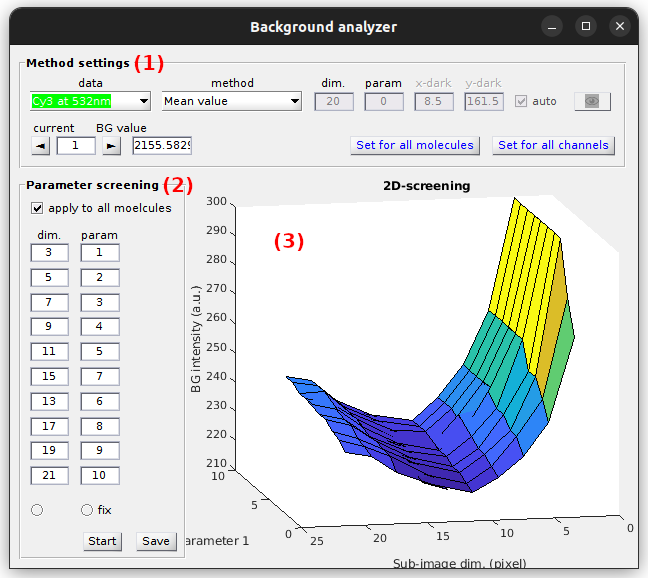 Background analyzer
Method settings (1)
data method dim. param x-dark y-dark
Cy3 at 532nm Mean value 20 0 8.5 161.5 auto
current BG value
1 2155.5829
Set for all molecules Set for all channels
Parameter screening (2)
apply to all moelcules
dim. param
3 1
5 2
7 3
9 4
11 5
15 7
13 6
17 8
19 9
21 10
fix
Start Save
2D-screening
(3)
BG intensity (a.u.)
300
290
280
270
260
250
240
230
220
210
10
5
0
25 20 15 10 5 0
arameter 1
Sub-image dim. (pixel)